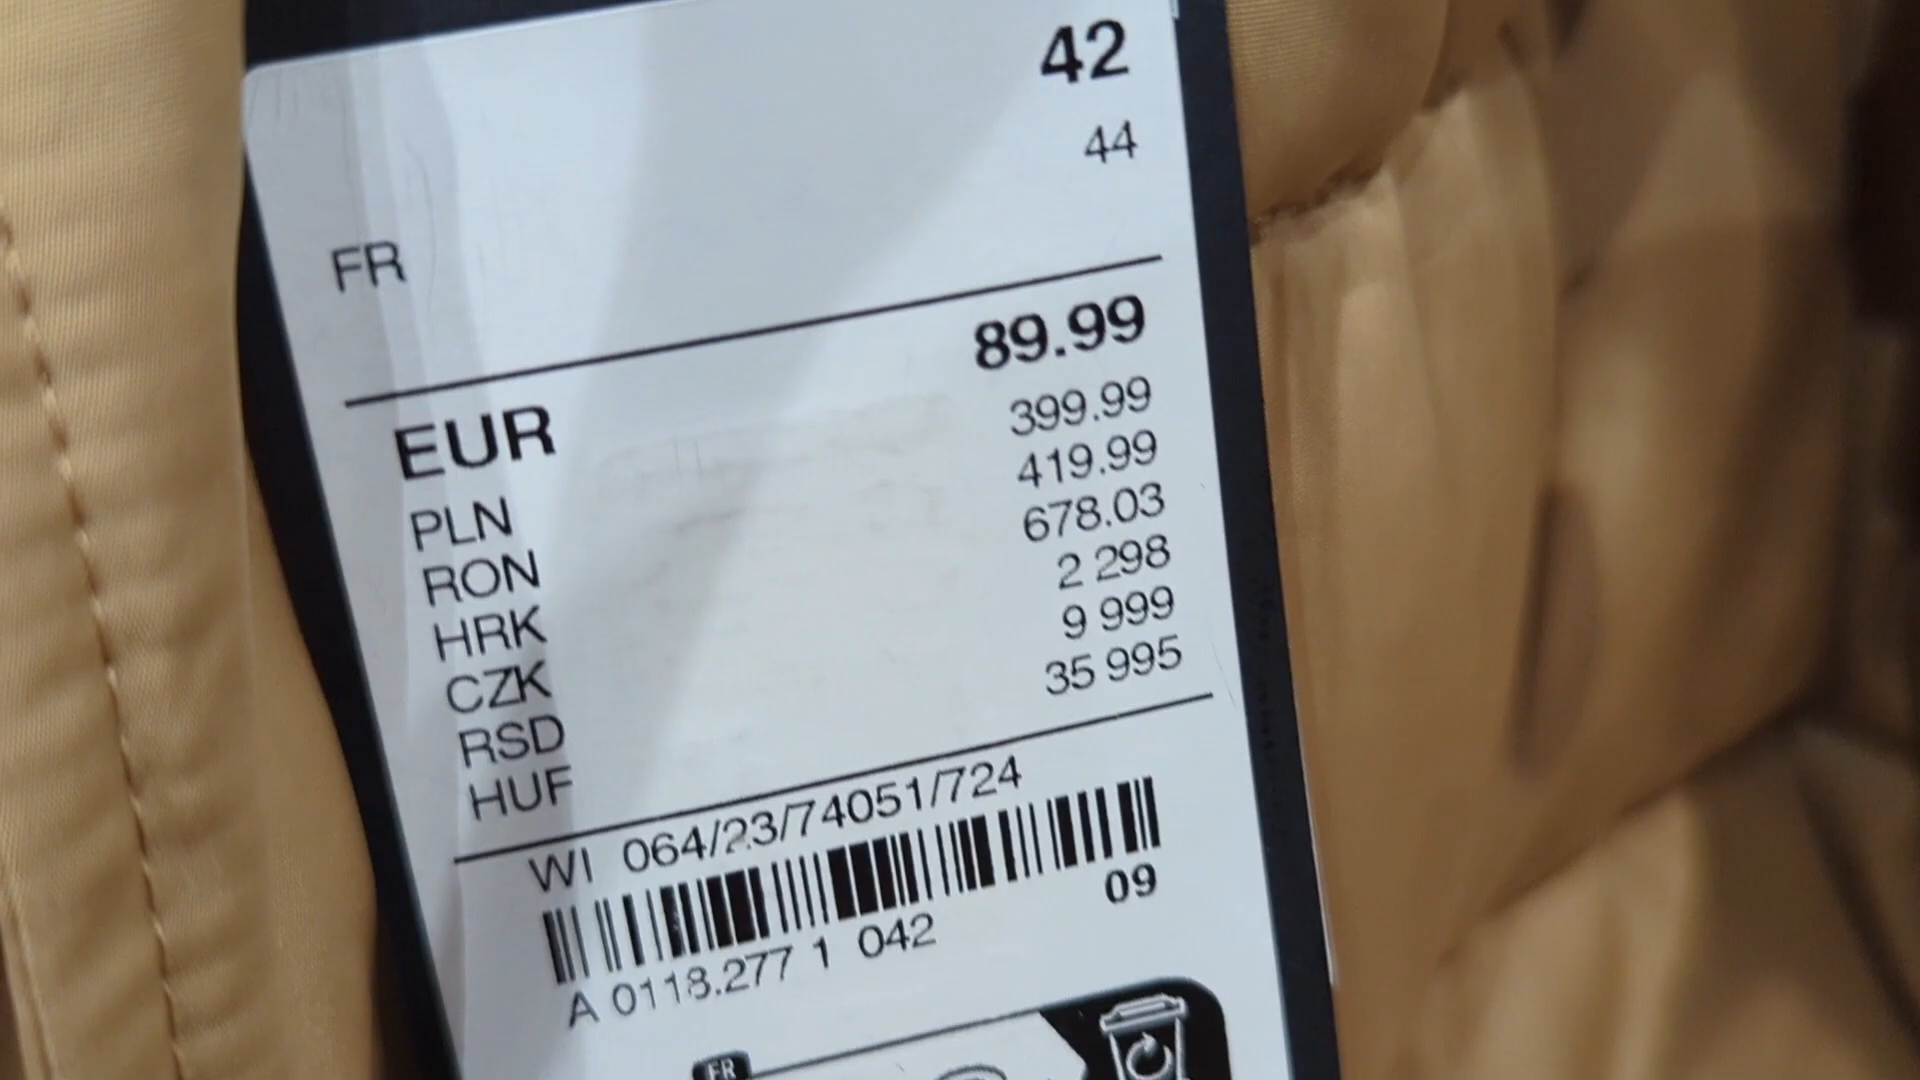 42
FR 44
EUR 89.99
PLN 399.99
RON 419.99
HRK 678.03
CZK 2 298
RSD 9 999
HUF 35 995
WI 064/23/74051/724
09
A 0118.277 1 042
FR